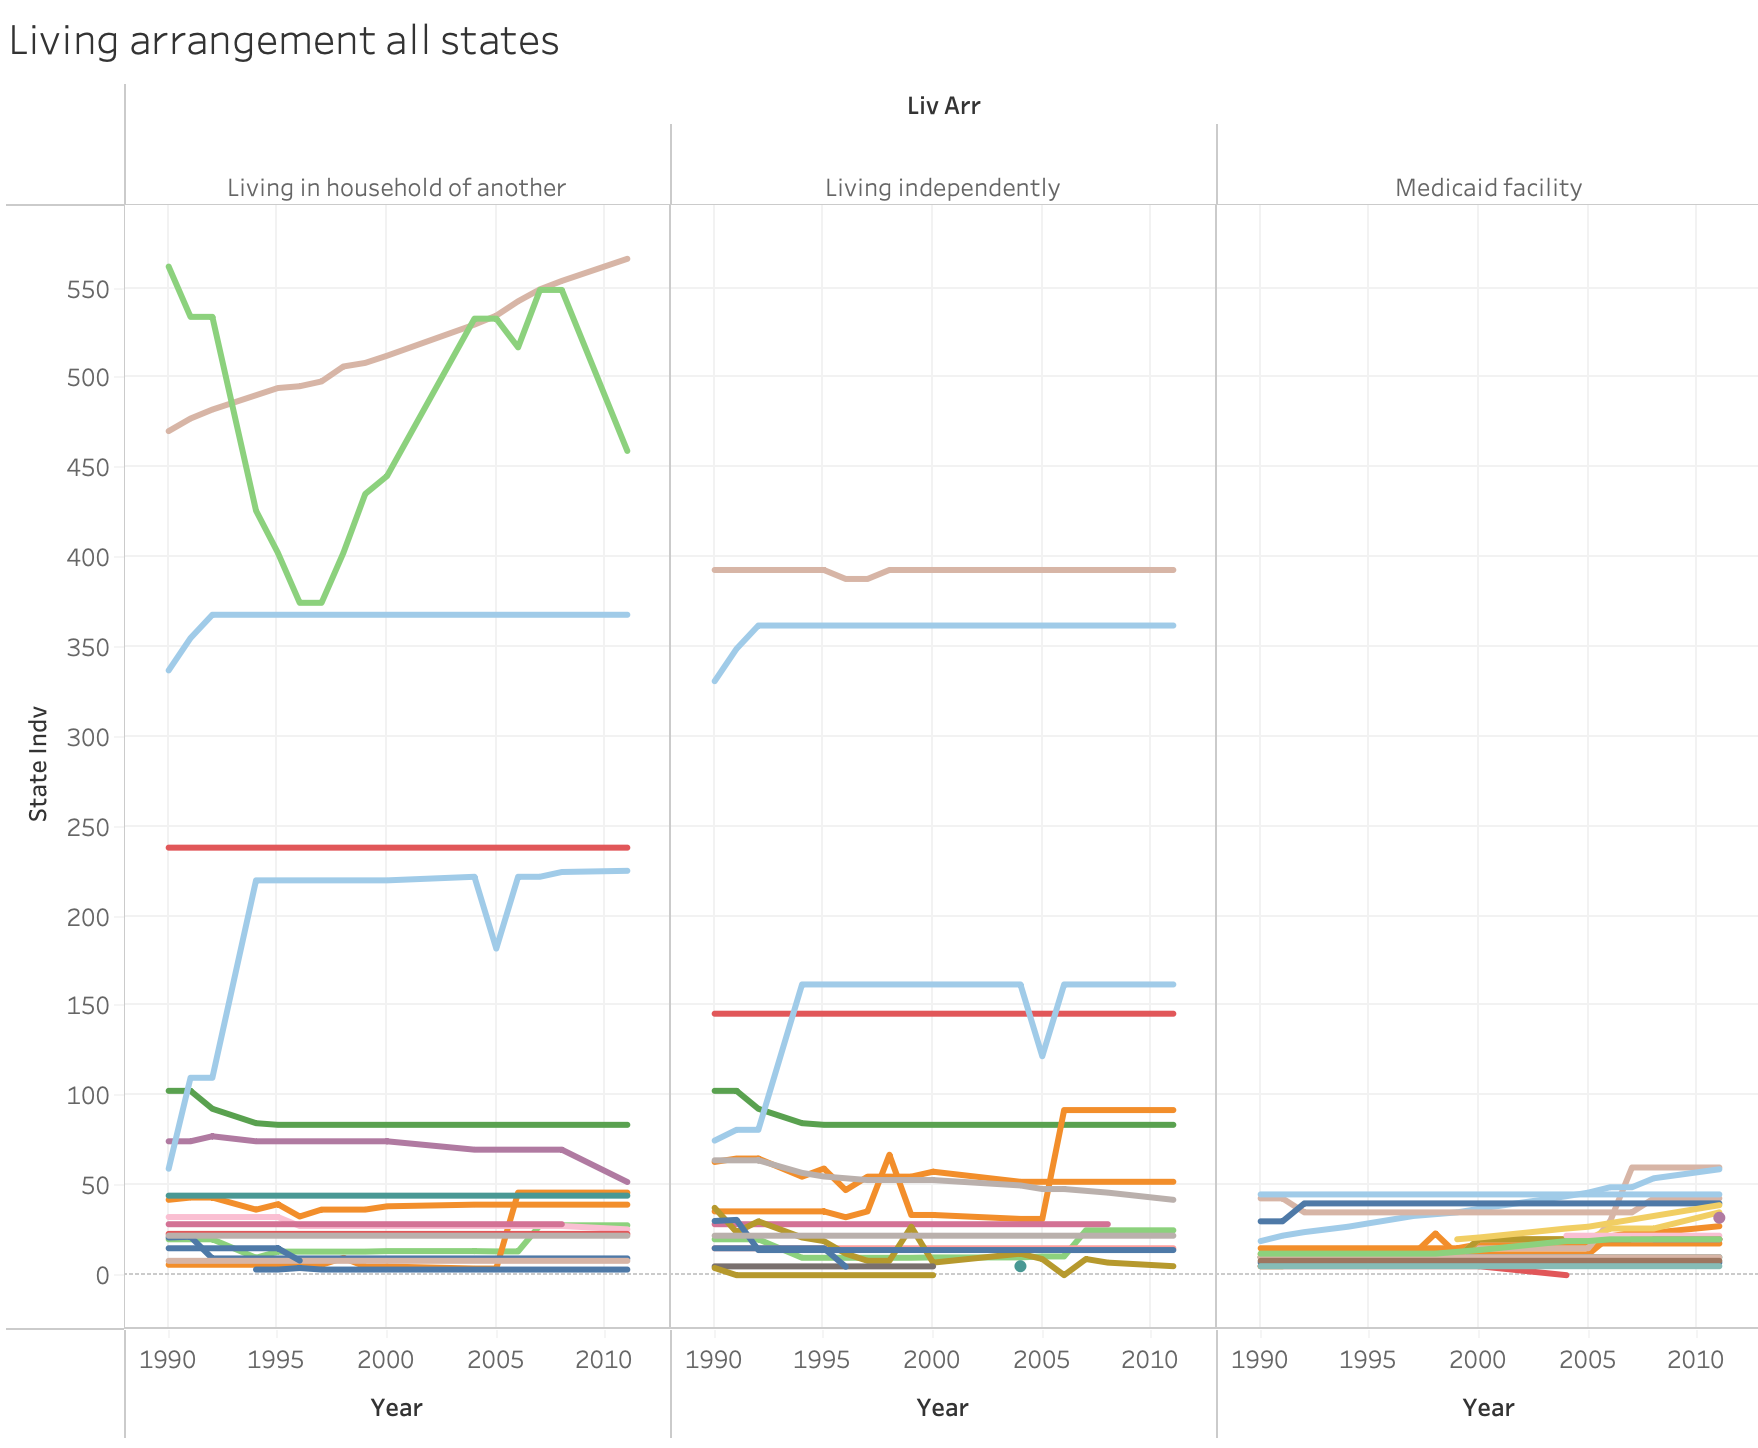 Living arrangement all states
Liv Arr
Living in household of another
Living independently
Medicaid facility
State Indv
550
500
450
400
350
300
250
200
150
100
50
0
1990 1995 2000 2005 2010 1990 1995 2000 2005 2010 1990 1995 2000 2005 2010
Year Year Year